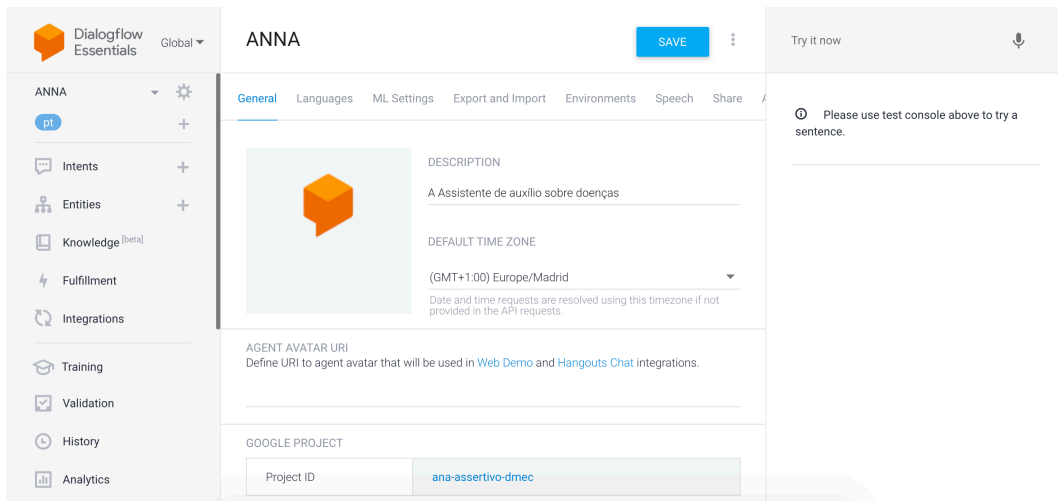 Dialogflow
Essentials
Global
ANNA
pt
Intents
Entities
Knowledge [beta]
Fulfillment
Integrations
Training
Validation
History
Analytics
ANNA
SAVE
General Languages ML Settings Export and Import Environments Speech Share
DESCRIPTION
A Assistente de auxílio sobre doenças
DEFAULT TIME ZONE
(GMT+1:00) Europe/Madrid
Date and time requests are resolved using this timezone if not
provided in the API requests.
AGENT AVATAR URI
Define URI to agent avatar that will be used in Web Demo and Hangouts Chat integrations.
GOOGLE PROJECT
Project ID ana-assertivo-dmec
Try it now
Please use test console above to try a
sentence.